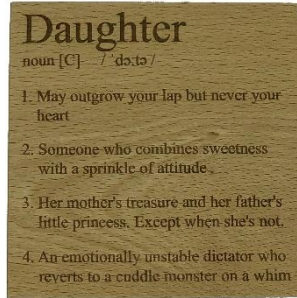 Daughter
noun [C] / 'dɔ:tə /
1. May outgrow your lap but never your
heart
2. Someone who combines sweetness
with a sprinkle of attitude.
3. Her mother's treasure and her father's
little princess. Except when she's not.
4. An emotionally unstable dictator who
reverts to a cuddle monster on a whim